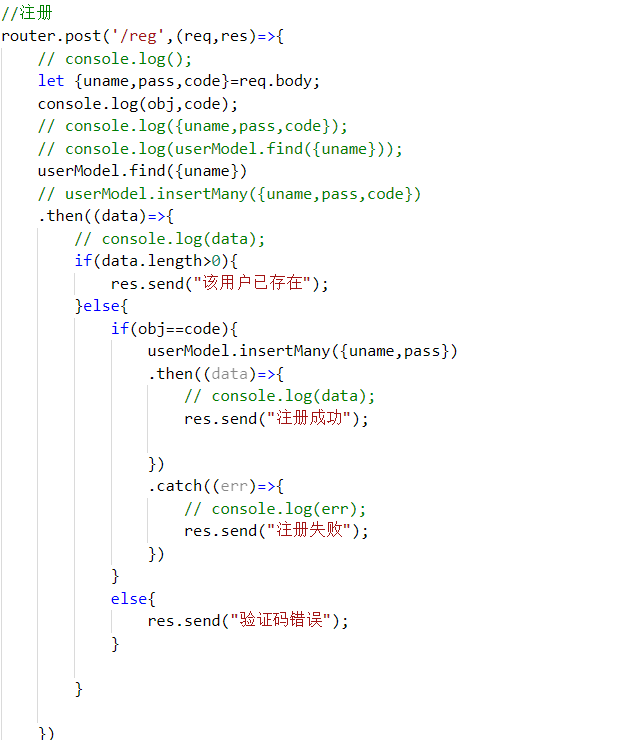 //注册
router.post('/reg',(req,res)=>{
    // console.log();
    let {uname,pass,code}=req.body;
    console.log(obj,code);
    // console.log({uname,pass,code});
    // console.log(userModel.find({uname}));
    userModel.find({uname})
    // userModel.insertMany({uname,pass,code})
    .then((data)=>{
        // console.log(data);
        if(data.length>0){
            res.send("该用户已存在");
        }else{
            if(obj==code){
                userModel.insertMany({uname,pass})
                .then((data)=>{
                    // console.log(data);
                    res.send("注册成功");
                })
                .catch((err)=>{
                    // console.log(err);
                    res.send("注册失败");
                })
            }
            else{
                res.send("验证码错误");
            }
        }
    })